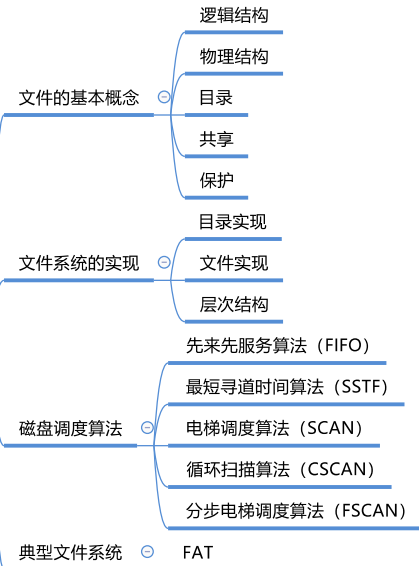 逻辑结构
物理结构
文件的基本概念
目录
共享
保护
目录实现
文件系统的实现
文件实现
层次结构
先来先服务算法（FIFO）
最短寻道时间算法（SSTF）
磁盘调度算法
电梯调度算法（SCAN）
循环扫描算法（CSCAN）
分步电梯调度算法（FSCAN）
典型文件系统
FAT